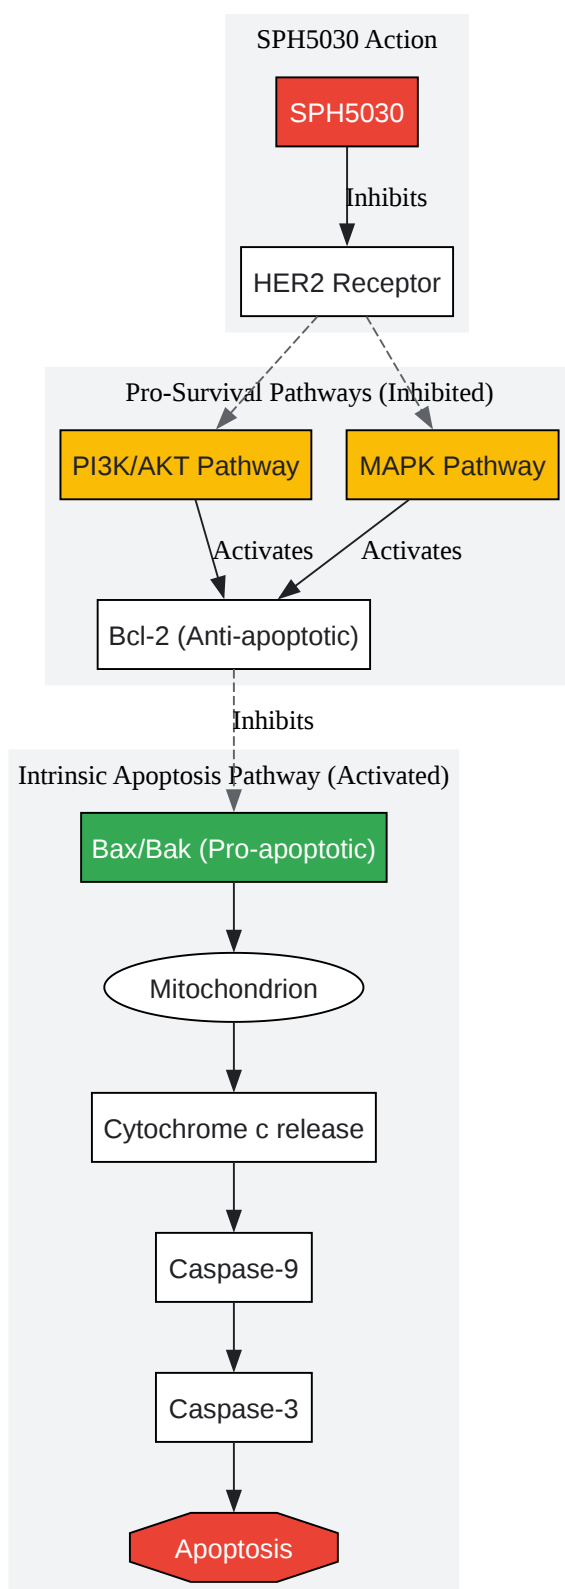 SPH5030 Action
SPH5030
Inhibits
HER2 Receptor
Pro-Survival Pathways (Inhibited)
PI3K/AKT Pathway
MAPK Pathway
Activates
Activates
Bcl-2 (Anti-apoptotic)
Inhibits
Intrinsic Apoptosis Pathway (Activated)
Bax/Bak (Pro-apoptotic)
Mitochondrion
Cytochrome c release
Caspase-9
Caspase-3
Apoptosis